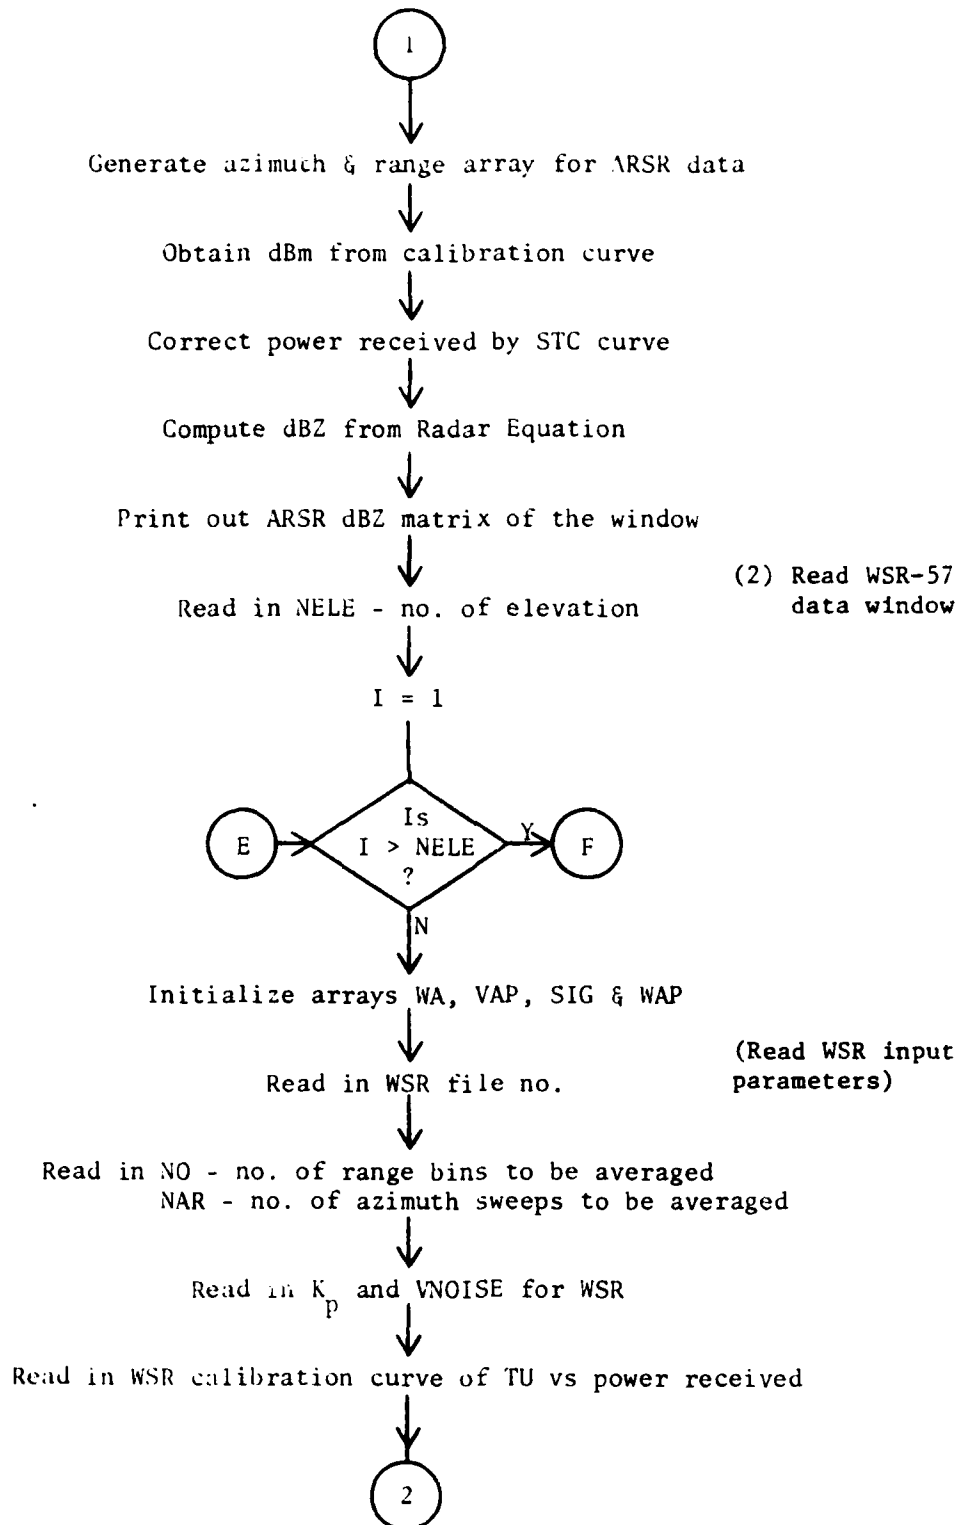 1
Generate azimuth & range array for ARSR data
Obtain dBm from calibration curve
Correct power received by STC curve
Compute dBZ from Radar Equation
Print out ARSR dBZ matrix of the window
(2) Read WSR-57
data window
Read in NELE - no. of elevation
I = 1
Is
E
I > NELE
Y
F
?
N
Initialize arrays WA, VAP, SIG & WAP
(Read WSR input
parameters)
Read in WSR file no.
Read in NO - no. of range bins to be averaged
NAR - no. of azimuth sweeps to be averaged
Read in Kp and VNOISE for WSR
Read in WSR calibration curve of TU vs power received
2